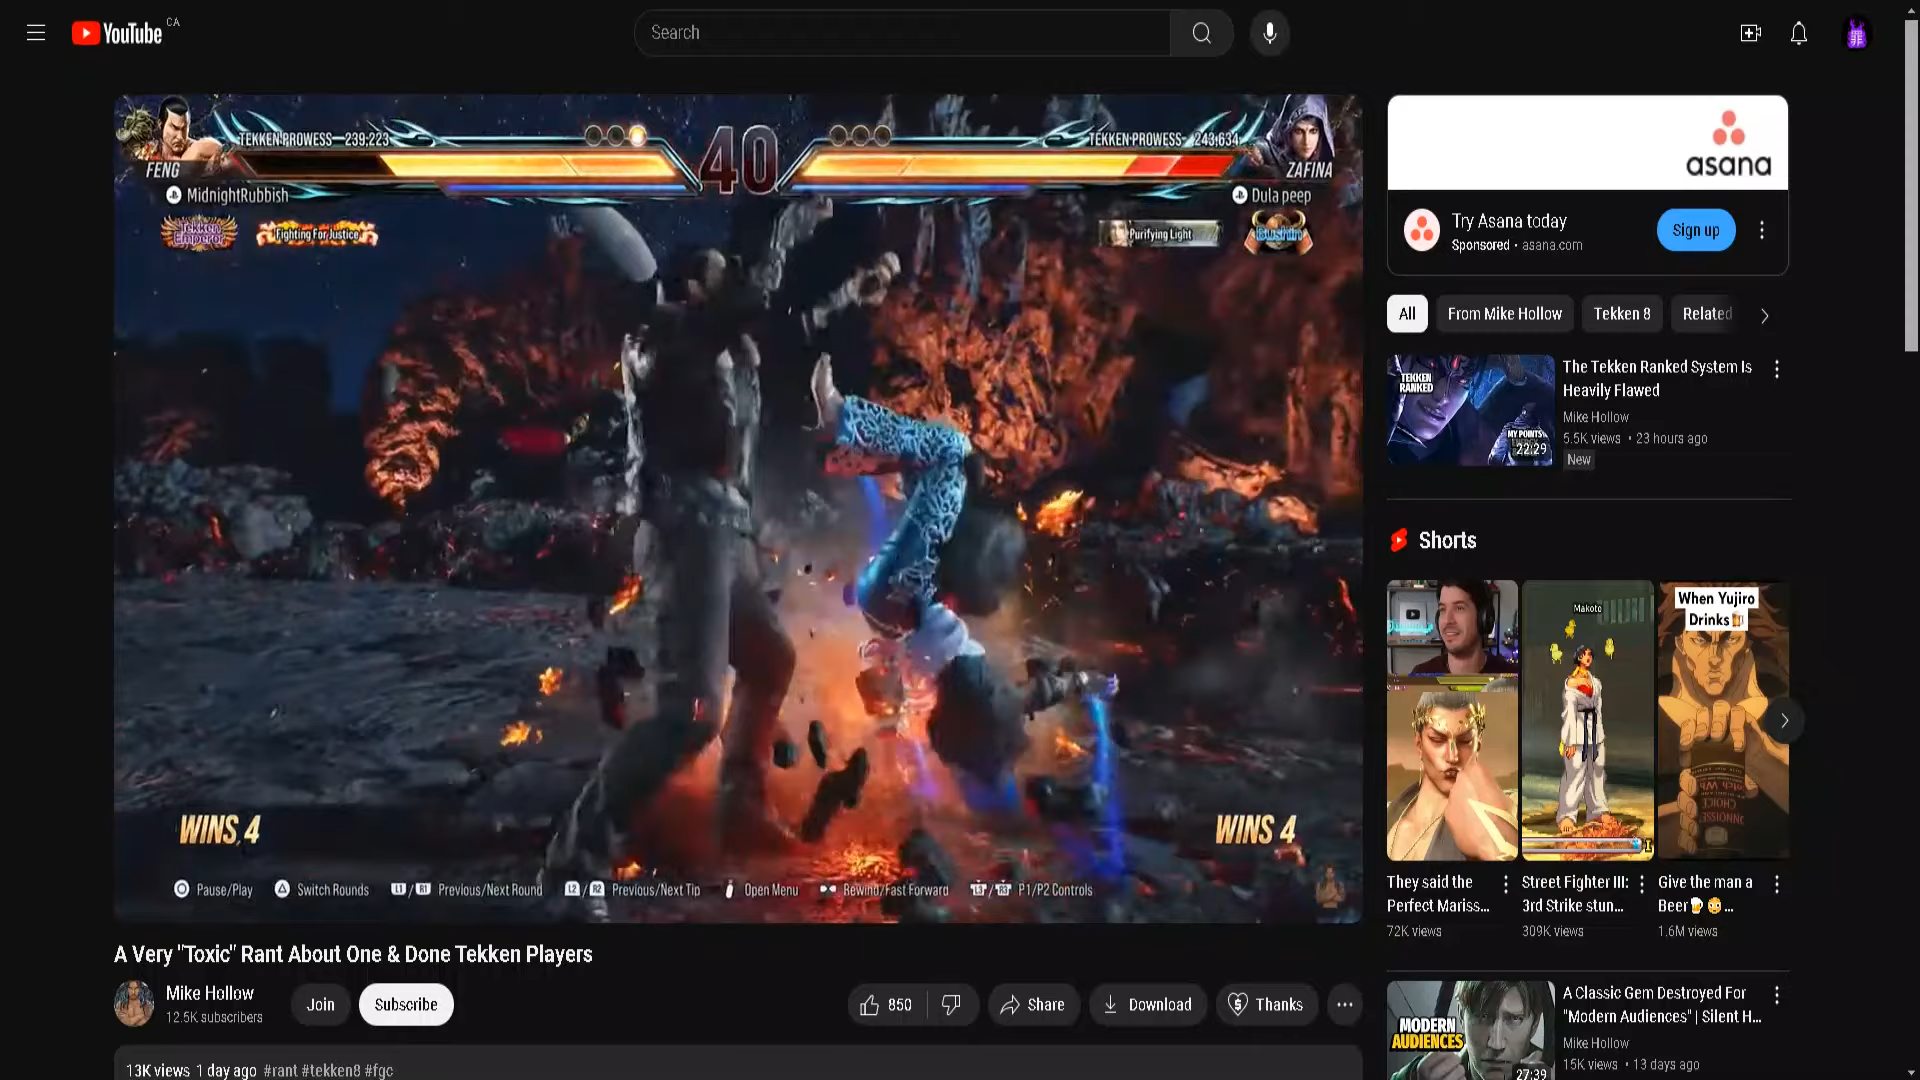 YouTube CA
Search
TEKKEN PROWESS 239,223
40
TEKKEN PROWESS 243,634
FENG
ZAFINA
MidnightRubbish
Dula peep
Tekken Emperor
Fighting For Justice
Purifying Light
Bushin
WINS 4
WINS 4
Pause/Play
Switch Rounds
L1/R1 Previous/Next Round
L2/R2 Previous/Next Tip
Open Menu
Rewind/Fast Forward
P1/P2 Controls
A Very "Toxic" Rant About One & Done Tekken Players
Mike Hollow
12.5K subscribers
Join
Subscribe
850
Share
Download
Thanks
13K views 1 day ago #rant #tekken8 #fgc
asana
Try Asana today
Sponsored · asana.com
Sign up
All
From Mike Hollow
Tekken 8
Related
TEKKEN
RANKED
MY POINTS
22:29
The Tekken Ranked System Is
Heavily Flawed
Mike Hollow
5.5K views • 23 hours ago
New
Shorts
Makoto
When Yujiro
Drinks🍺
They said the
Perfect Mariss...
72K views
Street Fighter III:
3rd Strike stun...
309K views
Give the man a
Beer🍺😳...
1.6M views
MODERN
AUDIENCES
27:39
A Classic Gem Destroyed For
"Modern Audiences" | Silent H...
Mike Hollow
15K views • 13 days ago